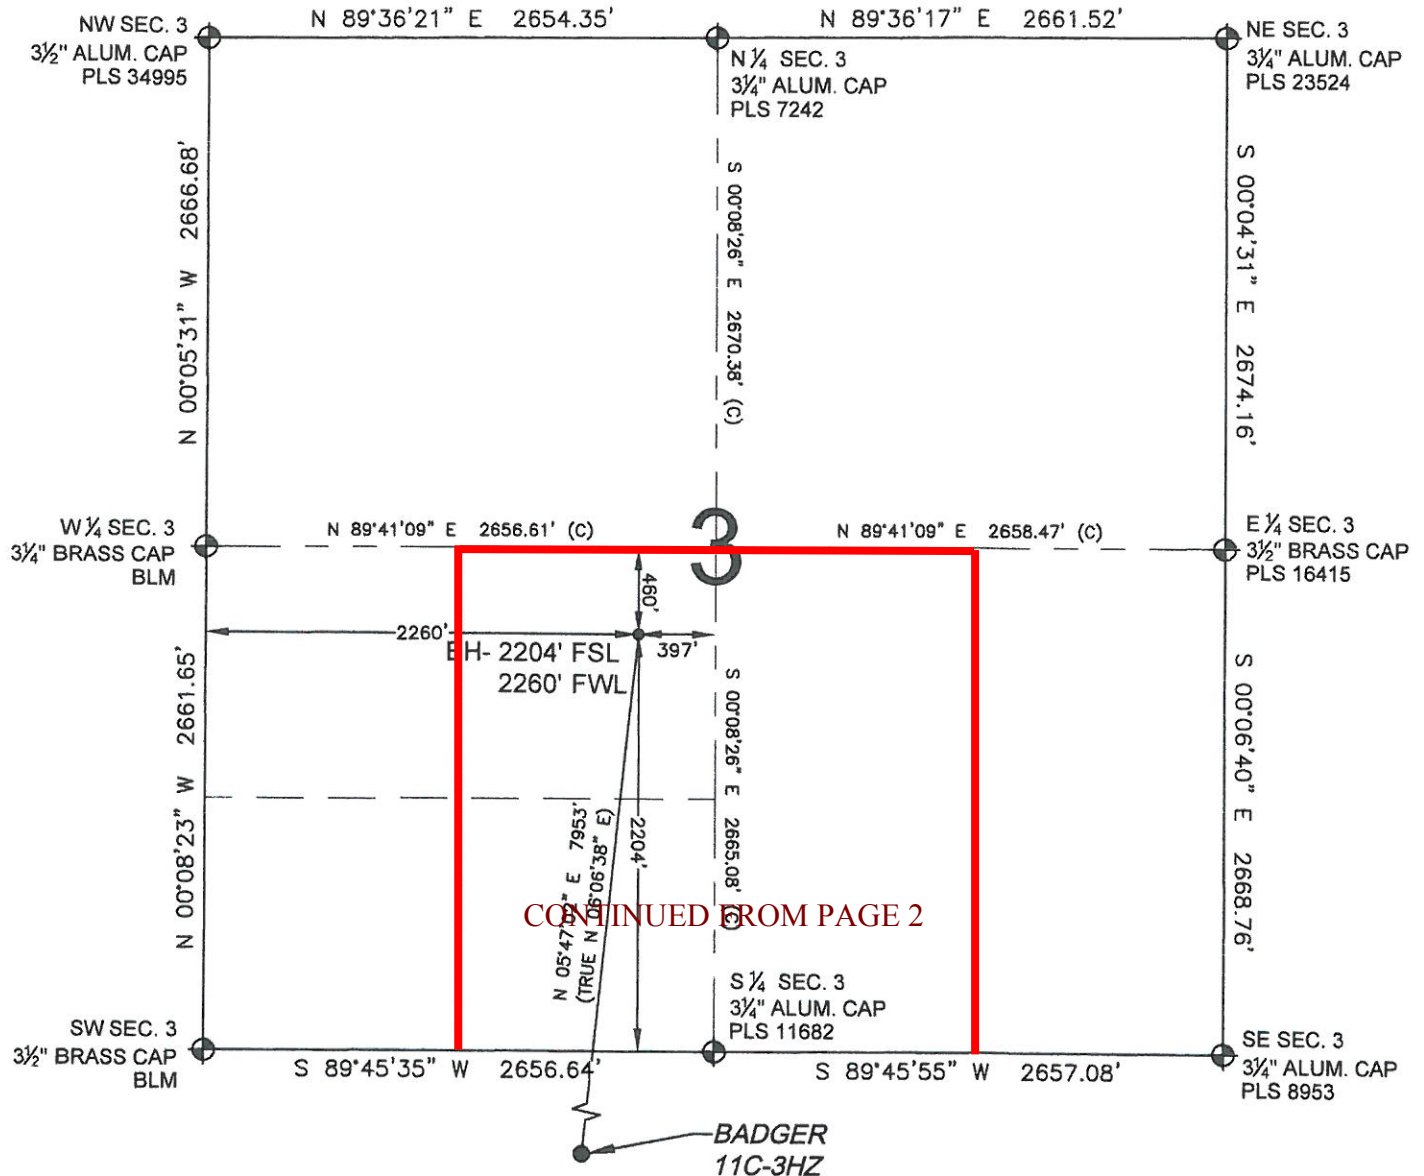 N 89°36'21" E 2654.35'
N 89°36'17" E 2661.52'
NW SEC. 3
3½" ALUM. CAP
PLS 34995
N ¼ SEC. 3
3¼" ALUM. CAP
PLS 7242
NE SEC. 3
3¼" ALUM. CAP
PLS 23524
N 00°05'31" W 2666.68'
S 00°08'26" E 2670.38' (C)
S 00°04'31" E 2674.16'
W ¼ SEC. 3
3¼" BRASS CAP
BLM
N 89°41'09" E 2656.61' (C)
3
N 89°41'09" E 2658.47' (C)
E ¼ SEC. 3
3½" BRASS CAP
PLS 16415
460'
2260'
397'
BH- 2204' FSL
2260' FWL
N 00°08'23" W 2661.65'
S 00°08'26" E 2665.08' (C)
S 00°06'40" E 2668.76'
N 05°47'02" E 7953'
(TRUE N 06°06'38" E)
2204'
CONTINUED FROM PAGE 2
S ¼ SEC. 3
3¼" ALUM. CAP
PLS 11682
SW SEC. 3
3½" BRASS CAP
BLM
S 89°45'35" W 2656.64'
S 89°45'55" W 2657.08'
SE SEC. 3
3¼" ALUM. CAP
PLS 8953
BADGER
11C-3HZ